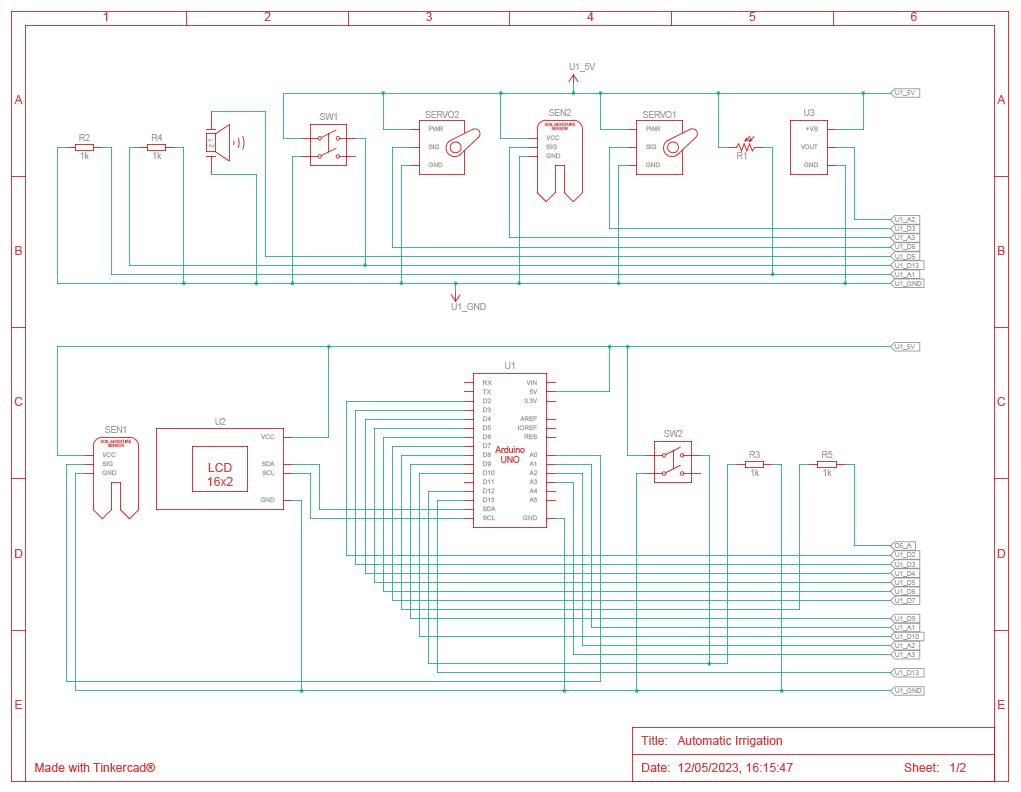 1 2 3 4 5 6
A A
U1_5V
U1_5V
R2
1k
R4
1k
SW1
SERVO2
PWR
SIG
GND
SEN2
SOIL MOISTURE
SENSOR
VCC
SIG
GND
SERVO1
PWR
SIG
GND
R1
U3
+VS
VOUT
GND
B B
U1_A2
U1_D3
U1_A3
U1_D6
U1_D5
U1_D13
U1_A1
U1_GND
U1_GND
C C
U1_5V
SEN1
SOIL MOISTURE
SENSOR
VCC
SIG
GND
U2
LCD
16x2
VCC
SDA
SCL
GND
U1
Arduino
UNO
RX
TX
D2
D3
D4
D5
D6
D7
D8
D9
D10
D11
D12
D13
SDA
SCL
VIN
5V
3.3V
AREF
IOREF
RES
A0
A1
A2
A3
A4
A5
GND
SW2
R3
1k
R5
1k
D D
D6_A
U1_D2
U1_D3
U1_D4
U1_D5
U1_D6
U1_D7
U1_D9
U1_A1
U1_D10
U1_A2
U1_A3
U1_D13
U1_GND
E E
Title: Automatic Irrigation
Made with Tinkercad®
Date: 12/05/2023, 16:15:47 Sheet: 1/2